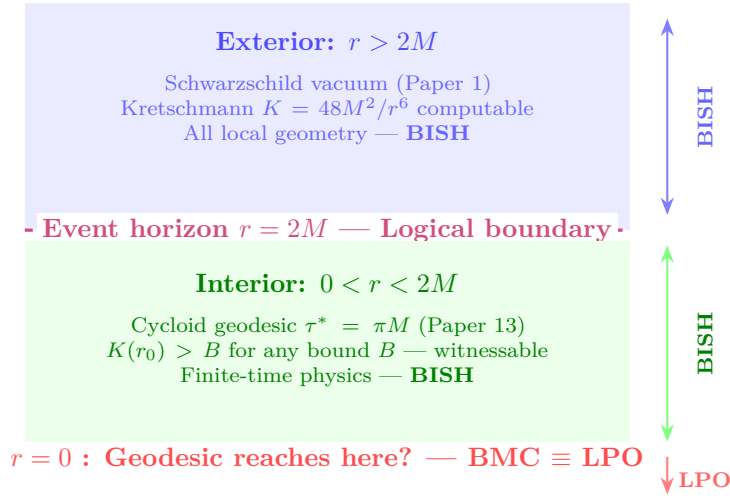 Exterior: r > 2M
Schwarzschild vacuum (Paper 1)
Kretschmann K = 48M²/r⁶ computable
All local geometry — BISH
BISH
Event horizon r = 2M — Logical boundary
Interior: 0 < r < 2M
Cycloid geodesic τ* = πM (Paper 13)
K(r₀) > B for any bound B — witnessable
Finite-time physics — BISH
BISH
r = 0 : Geodesic reaches here? — BMC ≡ LPO
LPO